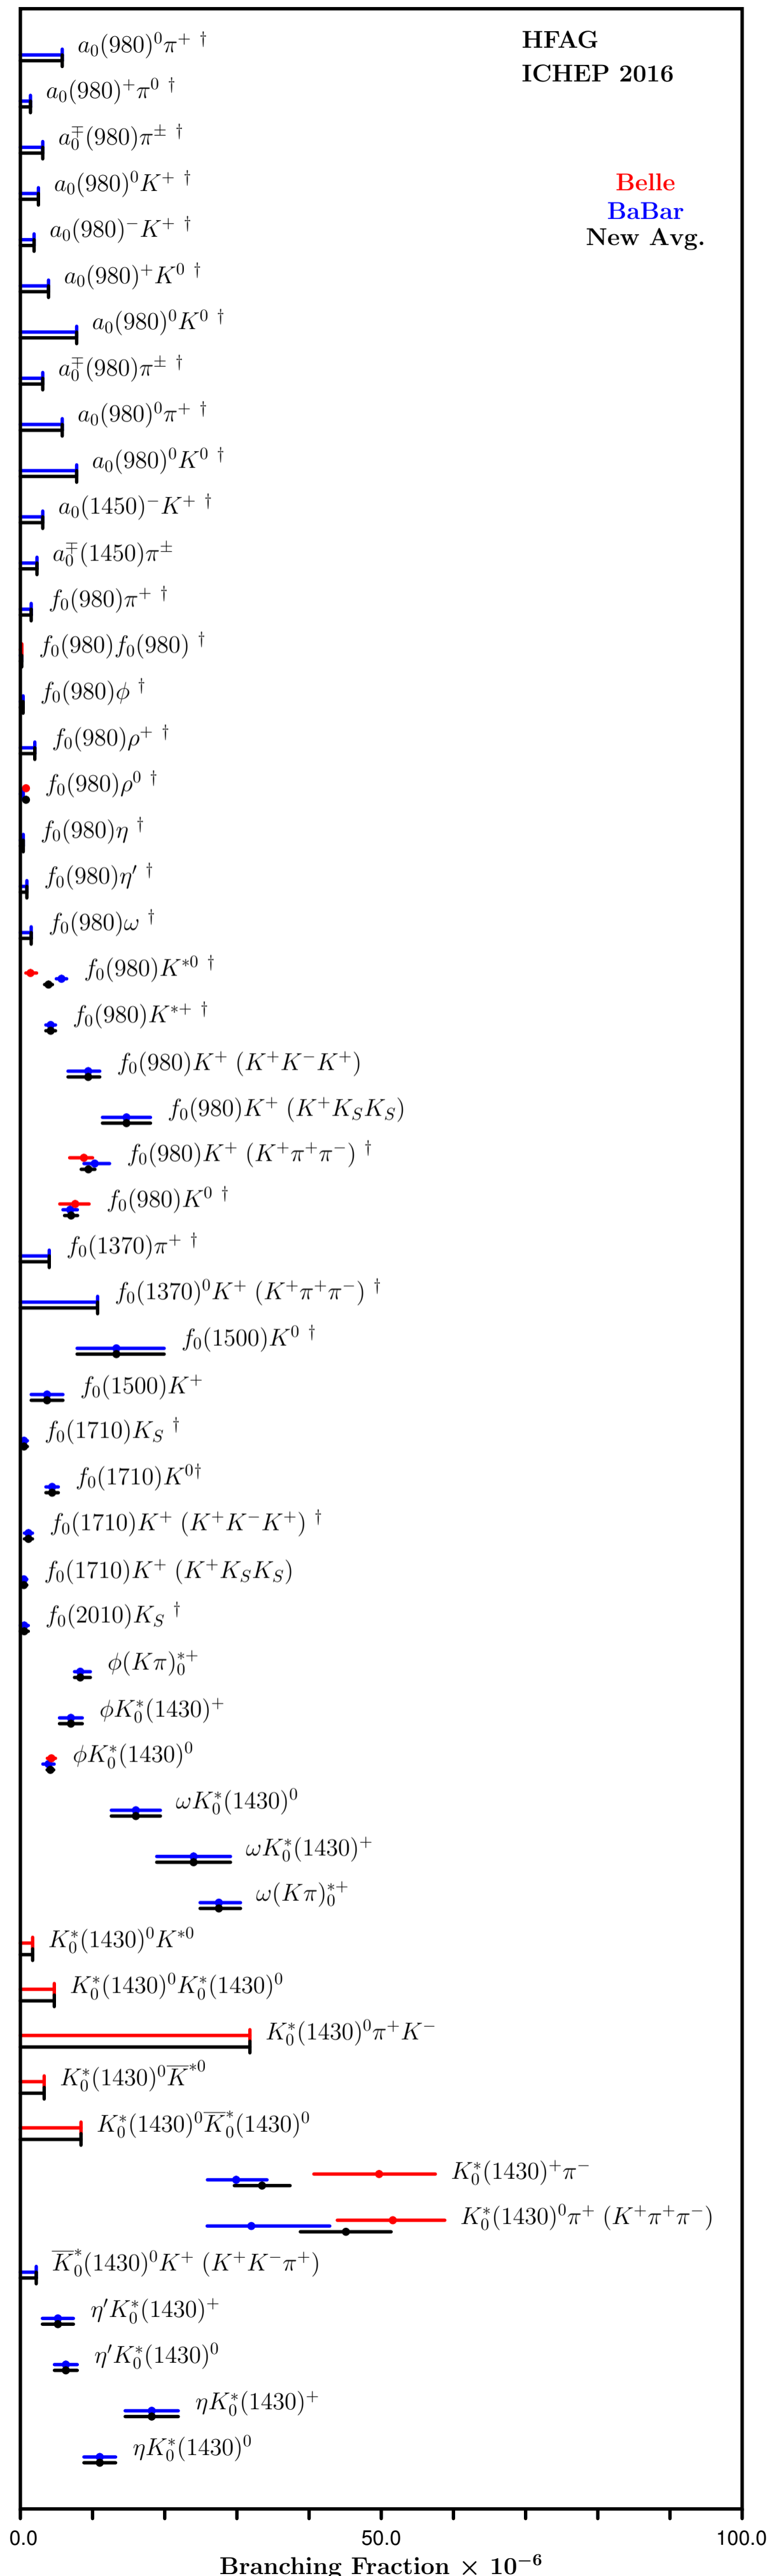 HFAG
ICHEP 2016
Belle
BaBar
New Avg.
a₀(980)⁰π⁺ †
a₀(980)⁺π⁰ †
a₀∓(980)π± †
a₀(980)⁰K⁺ †
a₀(980)⁻K⁺ †
a₀(980)⁺K⁰ †
a₀(980)⁰K⁰ †
a₀∓(980)π± †
a₀(980)⁰π⁺ †
a₀(980)⁰K⁰ †
a₀(1450)⁻K⁺ †
a₀∓(1450)π±
f₀(980)π⁺ †
f₀(980)f₀(980) †
f₀(980)ϕ †
f₀(980)ρ⁺ †
f₀(980)ρ⁰ †
f₀(980)η †
f₀(980)η′ †
f₀(980)ω †
f₀(980)K*⁰ †
f₀(980)K*⁺ †
f₀(980)K⁺ (K⁺K⁻K⁺)
f₀(980)K⁺ (K⁺K_SK_S)
f₀(980)K⁺ (K⁺π⁺π⁻) †
f₀(980)K⁰ †
f₀(1370)π⁺ †
f₀(1370)⁰K⁺ (K⁺π⁺π⁻) †
f₀(1500)K⁰ †
f₀(1500)K⁺
f₀(1710)K_S †
f₀(1710)K⁰†
f₀(1710)K⁺ (K⁺K⁻K⁺) †
f₀(1710)K⁺ (K⁺K_SK_S)
f₀(2010)K_S †
ϕ(Kπ)₀*⁺
ϕK₀*(1430)⁺
ϕK₀*(1430)⁰
ωK₀*(1430)⁰
ωK₀*(1430)⁺
ω(Kπ)₀*⁺
K₀*(1430)⁰K*⁰
K₀*(1430)⁰K₀*(1430)⁰
K₀*(1430)⁰π⁺K⁻
K₀*(1430)⁰K̅*⁰
K₀*(1430)⁰K̅₀*(1430)⁰
K₀*(1430)⁺π⁻
K₀*(1430)⁰π⁺ (K⁺π⁺π⁻)
K̅₀*(1430)⁰K⁺ (K⁺K⁻π⁺)
η′K₀*(1430)⁺
η′K₀*(1430)⁰
ηK₀*(1430)⁺
ηK₀*(1430)⁰
0.0 50.0 100.0
Branching Fraction × 10⁻⁶